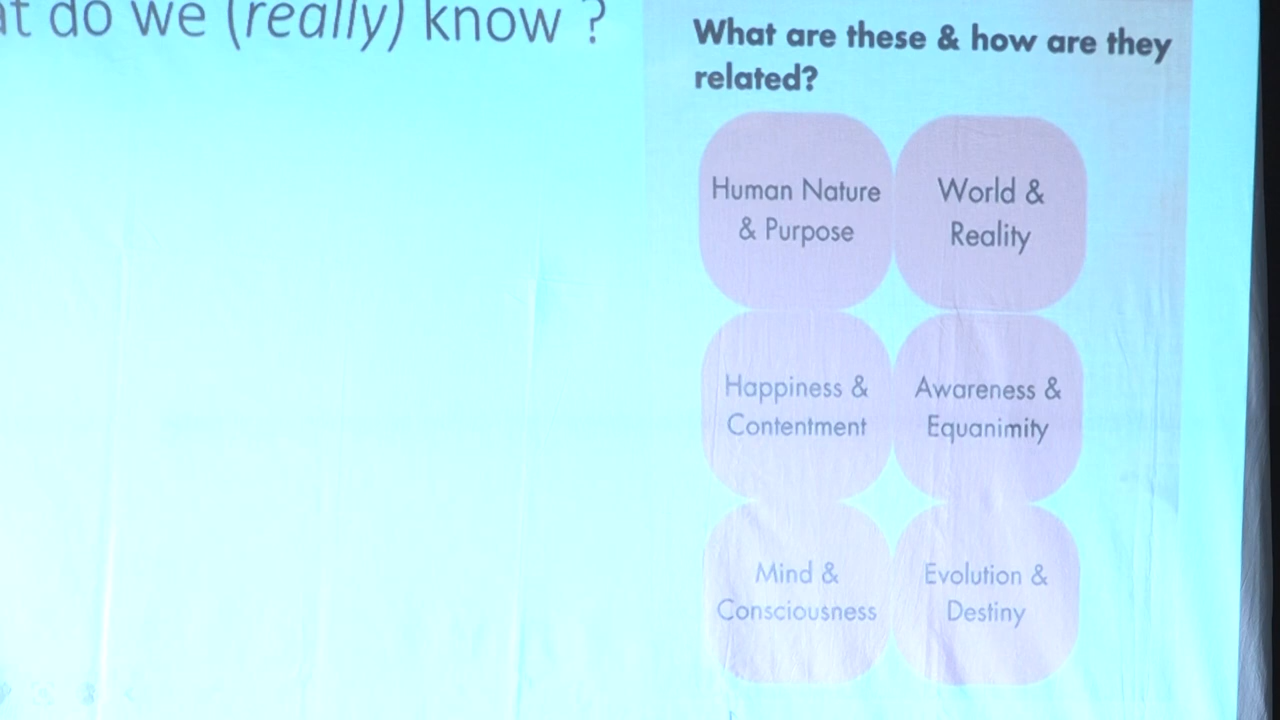 do we (really) know ?
What are these & how are they
related?
Human Nature
& Purpose
World &
Reality
Happiness &
Contentment
Awareness &
Equanimity
Mind &
Consciousness
Evolution &
Destiny